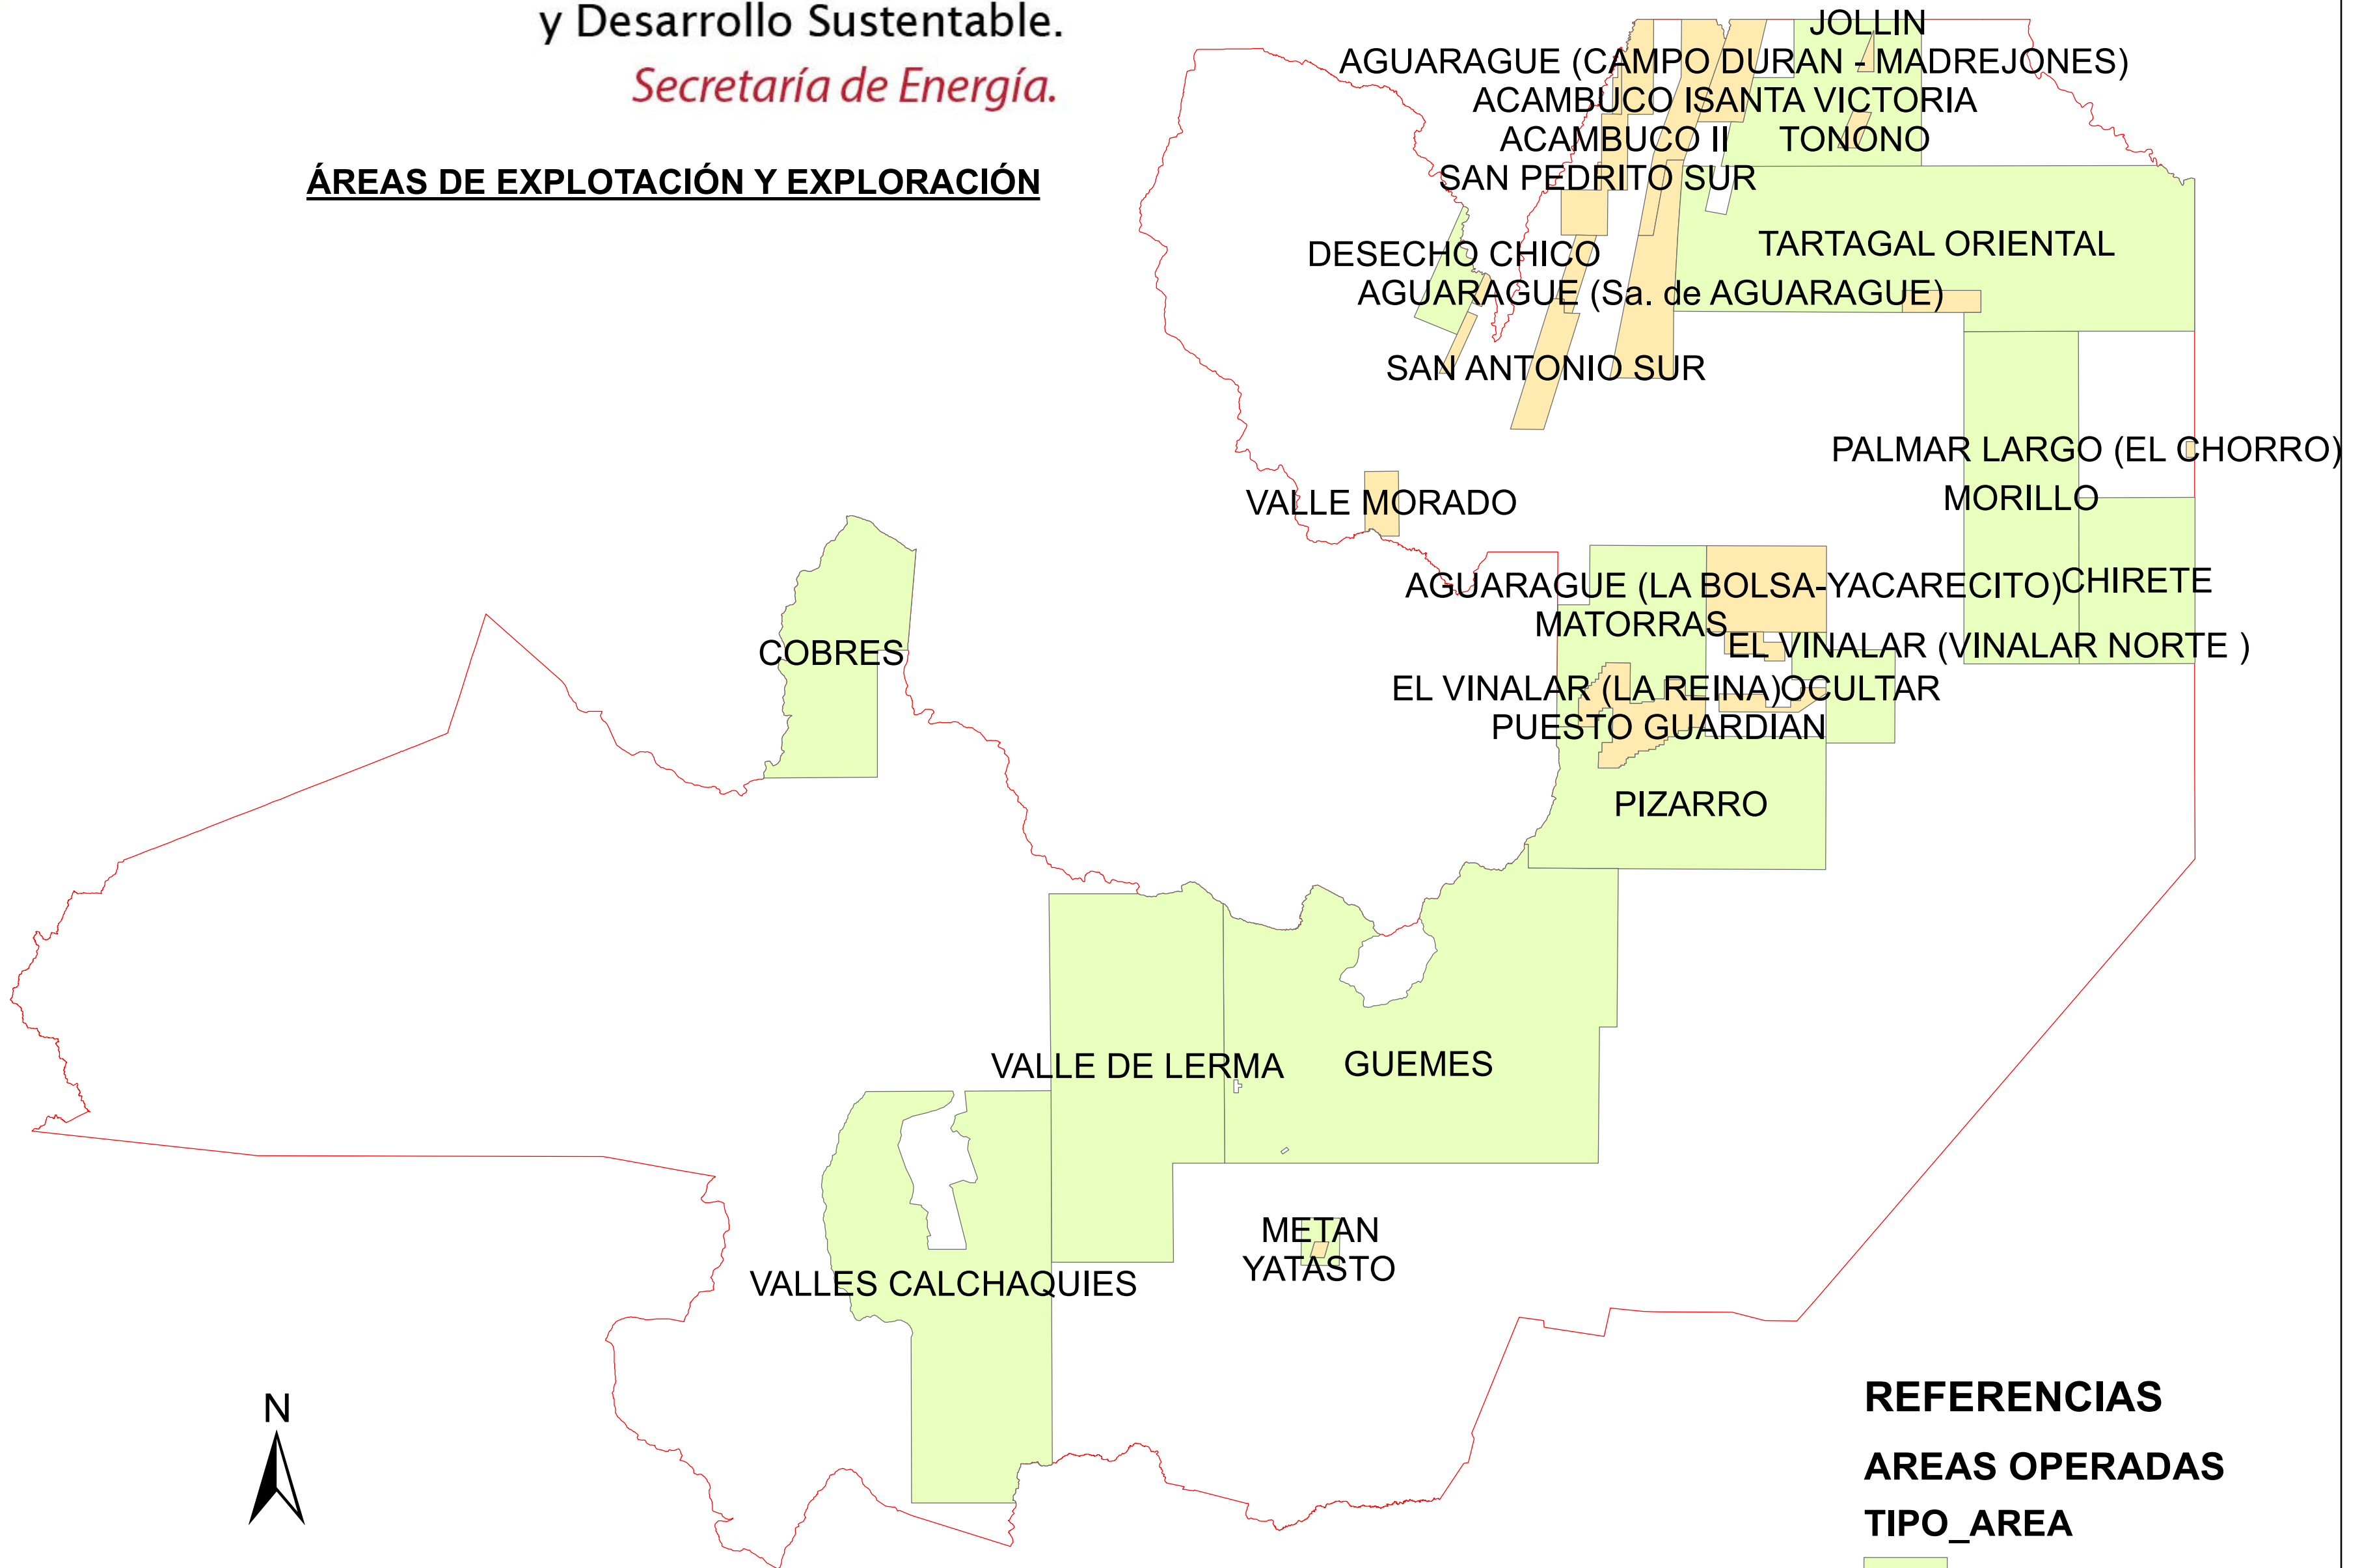 y Desarrollo Sustentable.
Secretaría de Energía.
ÁREAS DE EXPLOTACIÓN Y EXPLORACIÓN
JOLLIN
AGUARAGUE (CAMPO DURAN - MADREJONES)
ACAMBUCO ISANTA VICTORIA
ACAMBUCO II TONONO
SAN PEDRITO SUR
TARTAGAL ORIENTAL
DESECHO CHICO
AGUARAGUE (Sa. de AGUARAGUE)
SAN ANTONIO SUR
PALMAR LARGO (EL CHORRO)
VALLE MORADO
MORILLO
AGUARAGUE (LA BOLSA-YACARECITO)
CHIRETE
MATORRAS
EL VINALAR (VINALAR NORTE )
COBRES
EL VINALAR (LA REINA)
OCULTAR
PUESTO GUARDIAN
PIZARRO
VALLE DE LERMA
GUEMES
METAN
YATASTO
VALLES CALCHAQUIES
N
REFERENCIAS
AREAS OPERADAS
TIPO_AREA